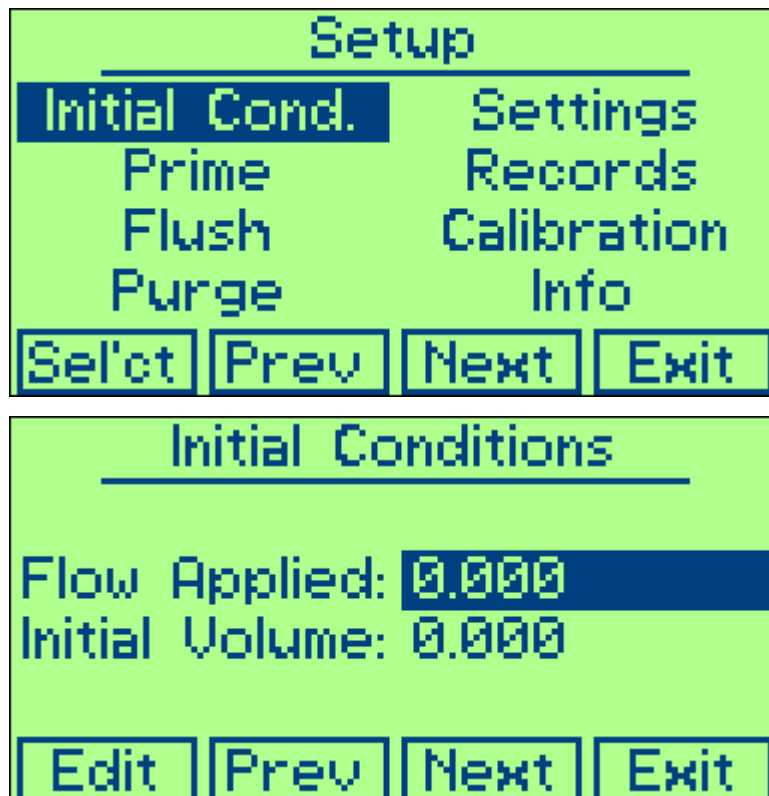 Setup
Initial Cond. Settings
Prime Records
Flush Calibration
Purge Info
Sel'ct Prev Next Exit
Initial Conditions
Flow Applied: 0.000
Initial Volume: 0.000
Edit Prev Next Exit